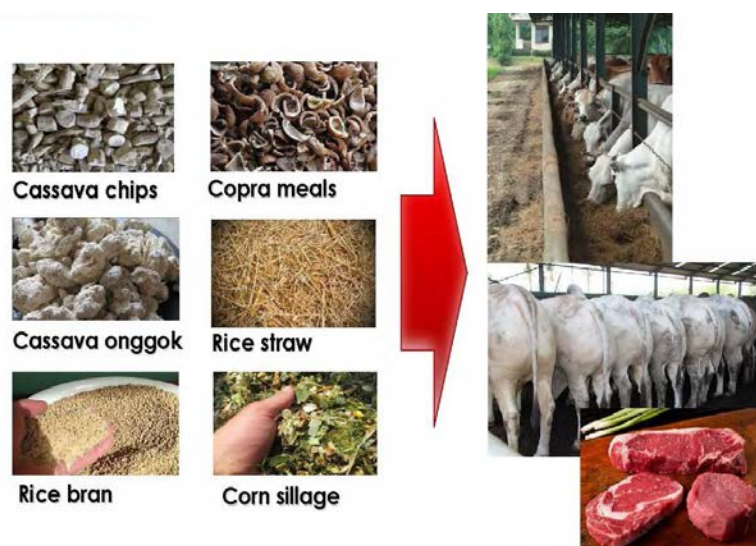 Cassava chips
Copra meals
Cassava onggok
Rice straw
Rice bran
Corn sillage